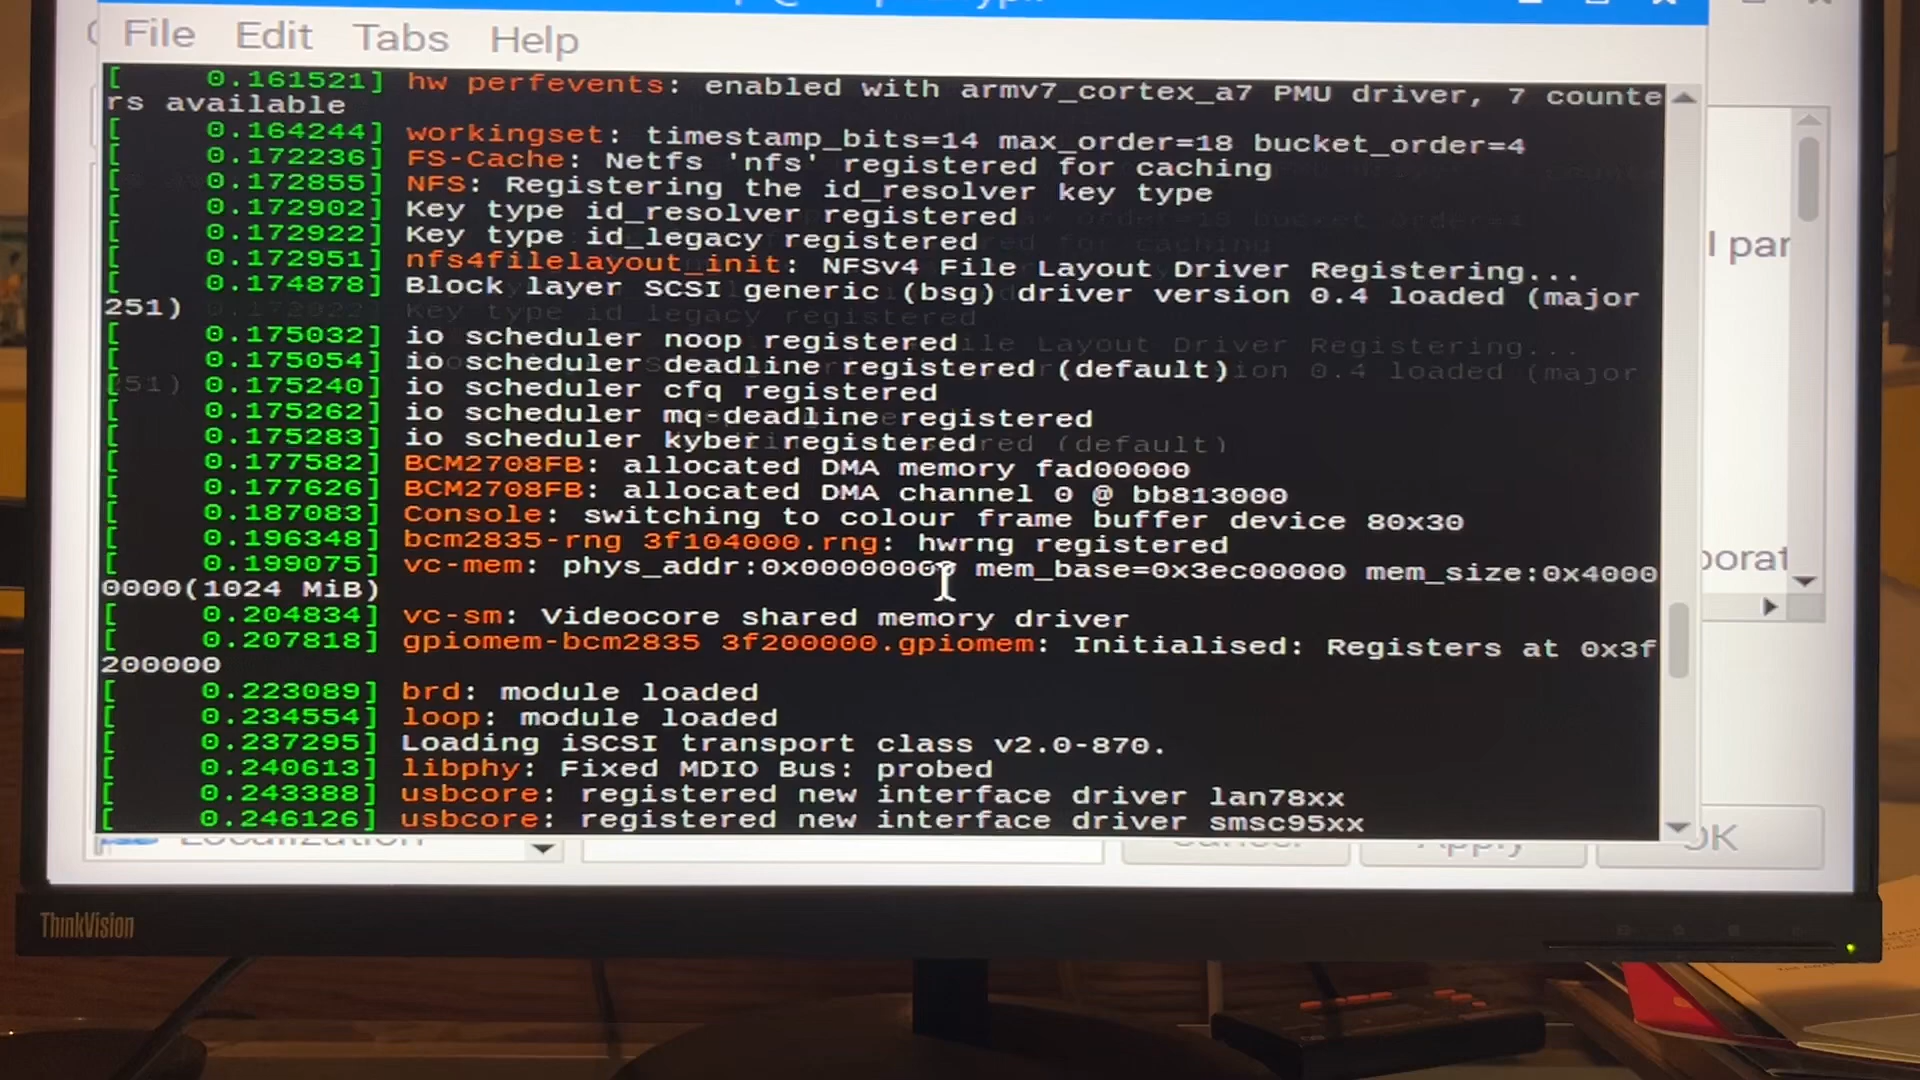 File Edit Tabs Help
[    0.161521] hw perfevents: enabled with armv7_cortex_a7 PMU driver, 7 counte
rs available
[    0.164244] workingset: timestamp_bits=14 max_order=18 bucket_order=4
[    0.172236] FS-Cache: Netfs 'nfs' registered for caching
[    0.172855] NFS: Registering the id_resolver key type
[    0.172902] Key type id_resolver registered
[    0.172922] Key type id_legacy registered
[    0.172951] nfs4filelayout_init: NFSv4 File Layout Driver Registering...
[    0.174878] Block layer SCSI generic (bsg) driver version 0.4 loaded (major
251)
[    0.175032] io scheduler noop registered
[    0.175054] io scheduler deadline registered (default)
[    0.175240] io scheduler cfq registered
[    0.175262] io scheduler mq-deadline registered
[    0.175283] io scheduler kyber registered
[    0.177582] BCM2708FB: allocated DMA memory fad00000
[    0.177626] BCM2708FB: allocated DMA channel 0 @ bb813000
[    0.187083] Console: switching to colour frame buffer device 80x30
[    0.196348] bcm2835-rng 3f104000.rng: hwrng registered
[    0.199075] vc-mem: phys_addr:0x00000000 mem_base=0x3ec00000 mem_size:0x4000
0000(1024 MiB)
[    0.204834] vc-sm: Videocore shared memory driver
[    0.207818] gpiomem-bcm2835 3f200000.gpiomem: Initialised: Registers at 0x3f
200000
[    0.223089] brd: module loaded
[    0.234554] loop: module loaded
[    0.237295] Loading iSCSI transport class v2.0-870.
[    0.240613] libphy: Fixed MDIO Bus: probed
[    0.243388] usbcore: registered new interface driver lan78xx
[    0.246126] usbcore: registered new interface driver smsc95xx
l par
porat
Localization Cancel Apply OK
ThinkVision